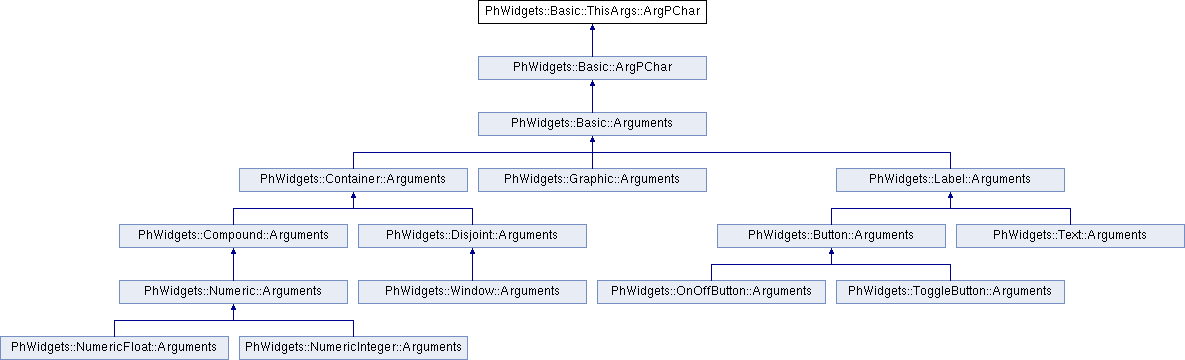 PhWidgets::Basic::ThisArgs::ArgPChar
PhWidgets::Basic::ArgPChar
PhWidgets::Basic::Arguments
PhWidgets::Container::Arguments
PhWidgets::Graphic::Arguments
PhWidgets::Label::Arguments
PhWidgets::Compound::Arguments
PhWidgets::Disjoint::Arguments
PhWidgets::Button::Arguments
PhWidgets::Text::Arguments
PhWidgets::Numeric::Arguments
PhWidgets::Window::Arguments
PhWidgets::OnOffButton::Arguments
PhWidgets::ToggleButton::Arguments
PhWidgets::NumericFloat::Arguments
PhWidgets::NumericInteger::Arguments